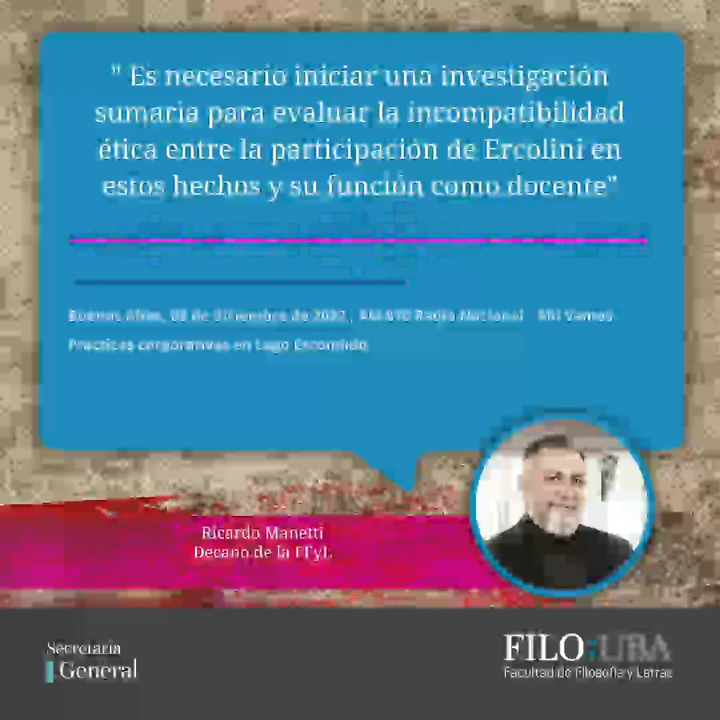 " Es necesario iniciar una investigación
sumaria para evaluar la incompatibilidad
ética entre la participación de Ercolini en
estos hechos y su función como docente"
Buenos Aires, de diciembre de 2022, AM 870 Radio Nacional Vamos
Prácticas corporativas en Lago Escondido
Ricardo Manetti
Decano de la FFyL
Secretaría
General
FILO:UBA
Facultad de Filosofía y Letras